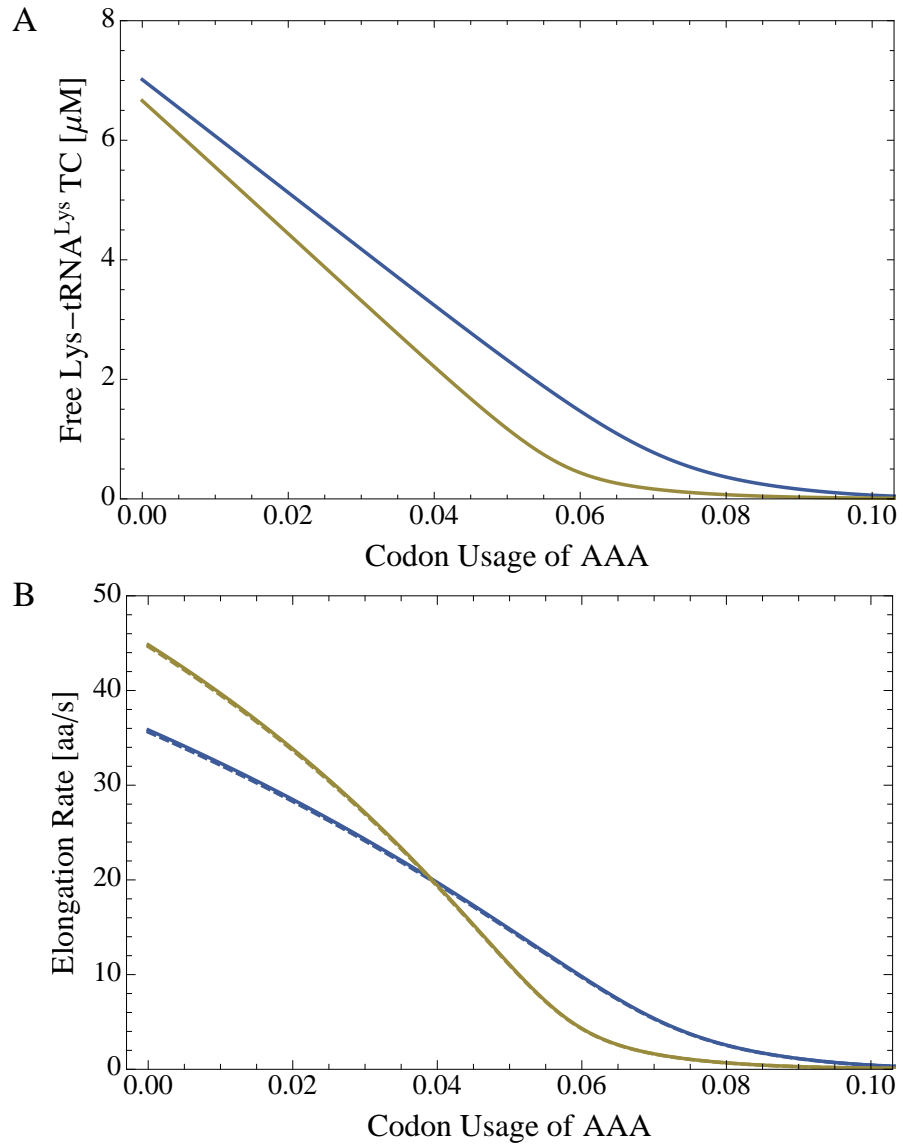 A
8
6
4
2
0
Free Lys−tRNA^Lys TC [μM]
0.00 0.02 0.04 0.06 0.08 0.10
Codon Usage of AAA
B
50
40
30
20
10
0
Elongation Rate [aa/s]
0.00 0.02 0.04 0.06 0.08 0.10
Codon Usage of AAA